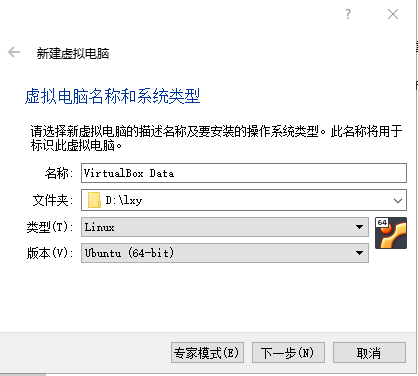 新建虚拟电脑
虚拟电脑名称和系统类型
请选择新虚拟电脑的描述名称及要安装的操作系统类型。此名称将用于
标识此虚拟电脑。
名称: VirtualBox Data
文件夹: D:\lxy
类型(T): Linux
64
版本(V): Ubuntu (64-bit)
专家模式(E) 下一步(N) 取消